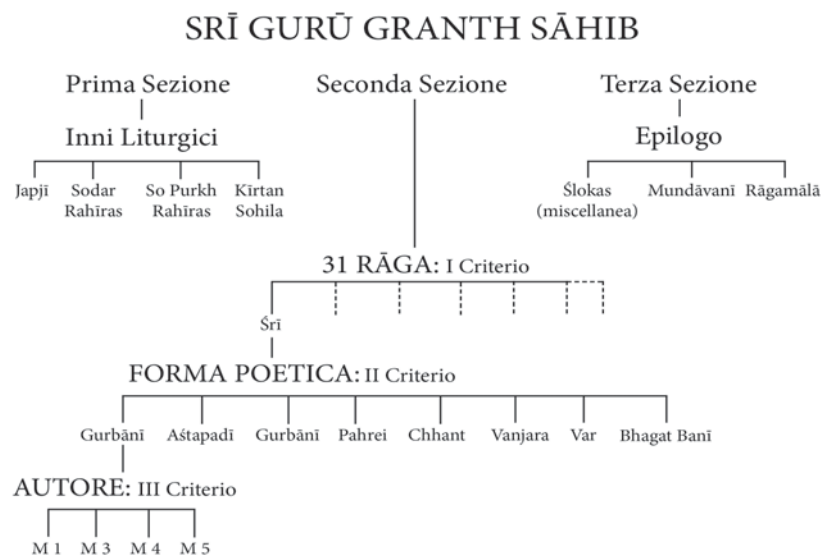 SRĪ GURŪ GRANTH SĀHIB
Prima Sezione
Seconda Sezione
Terza Sezione
Inni Liturgici
Epilogo
Japjī
Sodar
Rahīras
So Purkh
Rahīras
Kīrtan
Sohila
Ślokas
(miscellanea)
Mundāvanī
Rāgamālā
31 RĀGA: I Criterio
Śrī
FORMA POETICA: II Criterio
Gurbānī
Aśtapadī
Gurbānī
Pahrei
Chhant
Vanjara
Var
Bhagat Banī
AUTORE: III Criterio
M 1
M 3
M 4
M 5